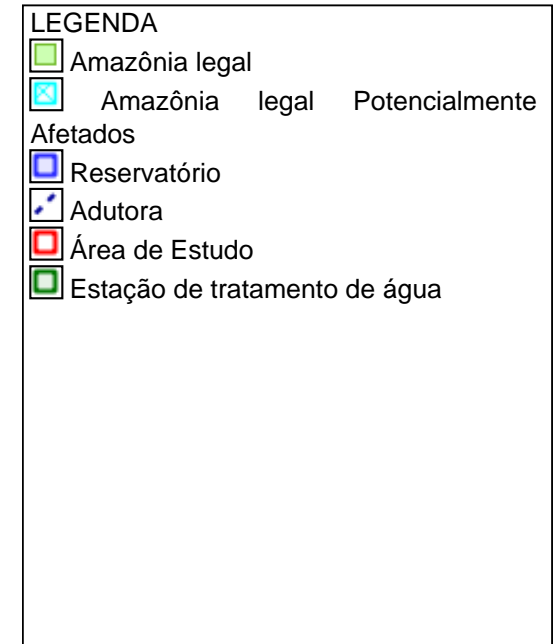 LEGENDA
Amazônia legal
Amazônia legal Potencialmente
Afetados
Reservatório
Adutora
Área de Estudo
Estação de tratamento de água